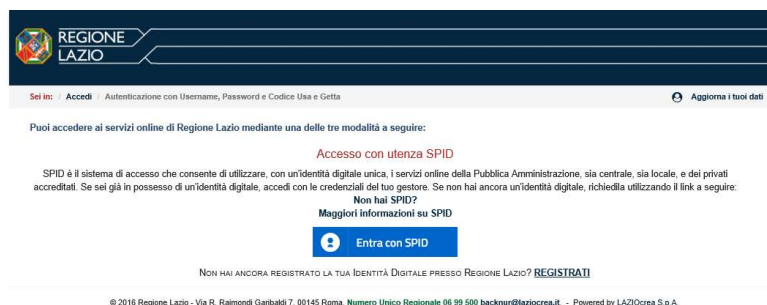 REGIONE
LAZIO
Sei in: / Accedi / Autenticazione con Username, Password e Codice Usa e Getta
Aggiorna i tuoi dati
Puoi accedere ai servizi online di Regione Lazio mediante una delle tre modalità a seguire:
Accesso con utenza SPID
SPID è il sistema di accesso che consente di utilizzare, con un'identità digitale unica, i servizi online della Pubblica Amministrazione, sia centrale, sia locale, e dei privati
accreditati. Se sei già in possesso di un'identità digitale, accedi con le credenziali del tuo gestore. Se non hai ancora un'identità digitale, richiedila utilizzando il link a seguire:
Non hai SPID?
Maggiori informazioni su SPID
Entra con SPID
NON HAI ANCORA REGISTRATO LA TUA IDENTITÀ DIGITALE PRESSO REGIONE LAZIO? REGISTRATI
© 2016 Regione Lazio - Via R. Raimondi Garibaldi 7, 00145 Roma, Numero Unico Regionale 06 99 500 backnur@laziocrea.it. - Powered by LAZIOcrea S.p.A.